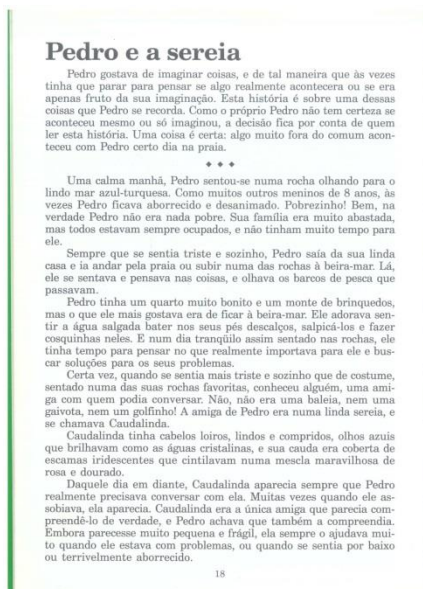 Pedro e a sereia
Pedro gostava de imaginar coisas, e de tal maneira que às vezes
tinha que parar para pensar se algo realmente acontecera ou se era
apenas fruto da sua imaginação. Esta história é sobre uma dessas
coisas que Pedro se recorda. Como o próprio Pedro não tem certeza se
aconteceu mesmo ou só imaginou, a decisão fica por conta de quem
ler esta história. Uma coisa é certa: algo muito fora do comum acon-
teceu com Pedro certo dia na praia.
Uma calma manhã, Pedro sentou-se numa rocha olhando para o
lindo mar azul-turquesa. Como muitos outros meninos de 8 anos, às
vezes Pedro ficava aborrecido e desanimado. Pobrezinho! Bem, na
verdade Pedro não era nada pobre. Sua família era muito abastada,
mas todos estavam sempre ocupados, e não tinham muito tempo para
ele.
Sempre que se sentia triste e sozinho, Pedro saía da sua linda
casa e ia andar pela praia ou subir numa das rochas à beira-mar. Lá,
ele se sentava e pensava nas coisas, e olhava os barcos de pesca que
passavam.
Pedro tinha um quarto muito bonito e um monte de brinquedos,
mas o que ele mais gostava era de ficar à beira-mar. Ele adorava sen-
tir a água salgada bater nos seus pés descalços, salpicá-los e fazer
cosquinhas neles. E num dia tranqüilo assim sentado nas rochas, ele
tinha tempo para pensar no que realmente importava para ele e bus-
car soluções para os seus problemas.
Certa vez, quando se sentia mais triste e sozinho que de costume,
sentado numa das suas rochas favoritas, conheceu alguém, uma ami-
ga com quem podia conversar. Não, não era uma baleia, nem uma
gaivota, nem um golfinho! A amiga de Pedro era uma linda sereia, e
se chamava Caudalinda.
Caudalinda tinha cabelos loiros, lindos e compridos, olhos azuis
que brilhavam como as águas cristalinas, e sua cauda era coberta de
escamas iridescentes que cintilavam numa mescla maravilhosa de
rosa e dourado.
Daquele dia em diante, Caudalinda aparecia sempre que Pedro
realmente precisava conversar com ela. Muitas vezes quando ele as-
sobiava, ela aparecia. Caudalinda era a única amiga que parecia com-
preendê-lo de verdade, e Pedro achava que também a compreendia.
Embora parecesse muito pequena e frágil, ela sempre o ajudava mui-
to quando ele estava com problemas, ou quando se sentia por baixo
ou terrivelmente aborrecido.
18